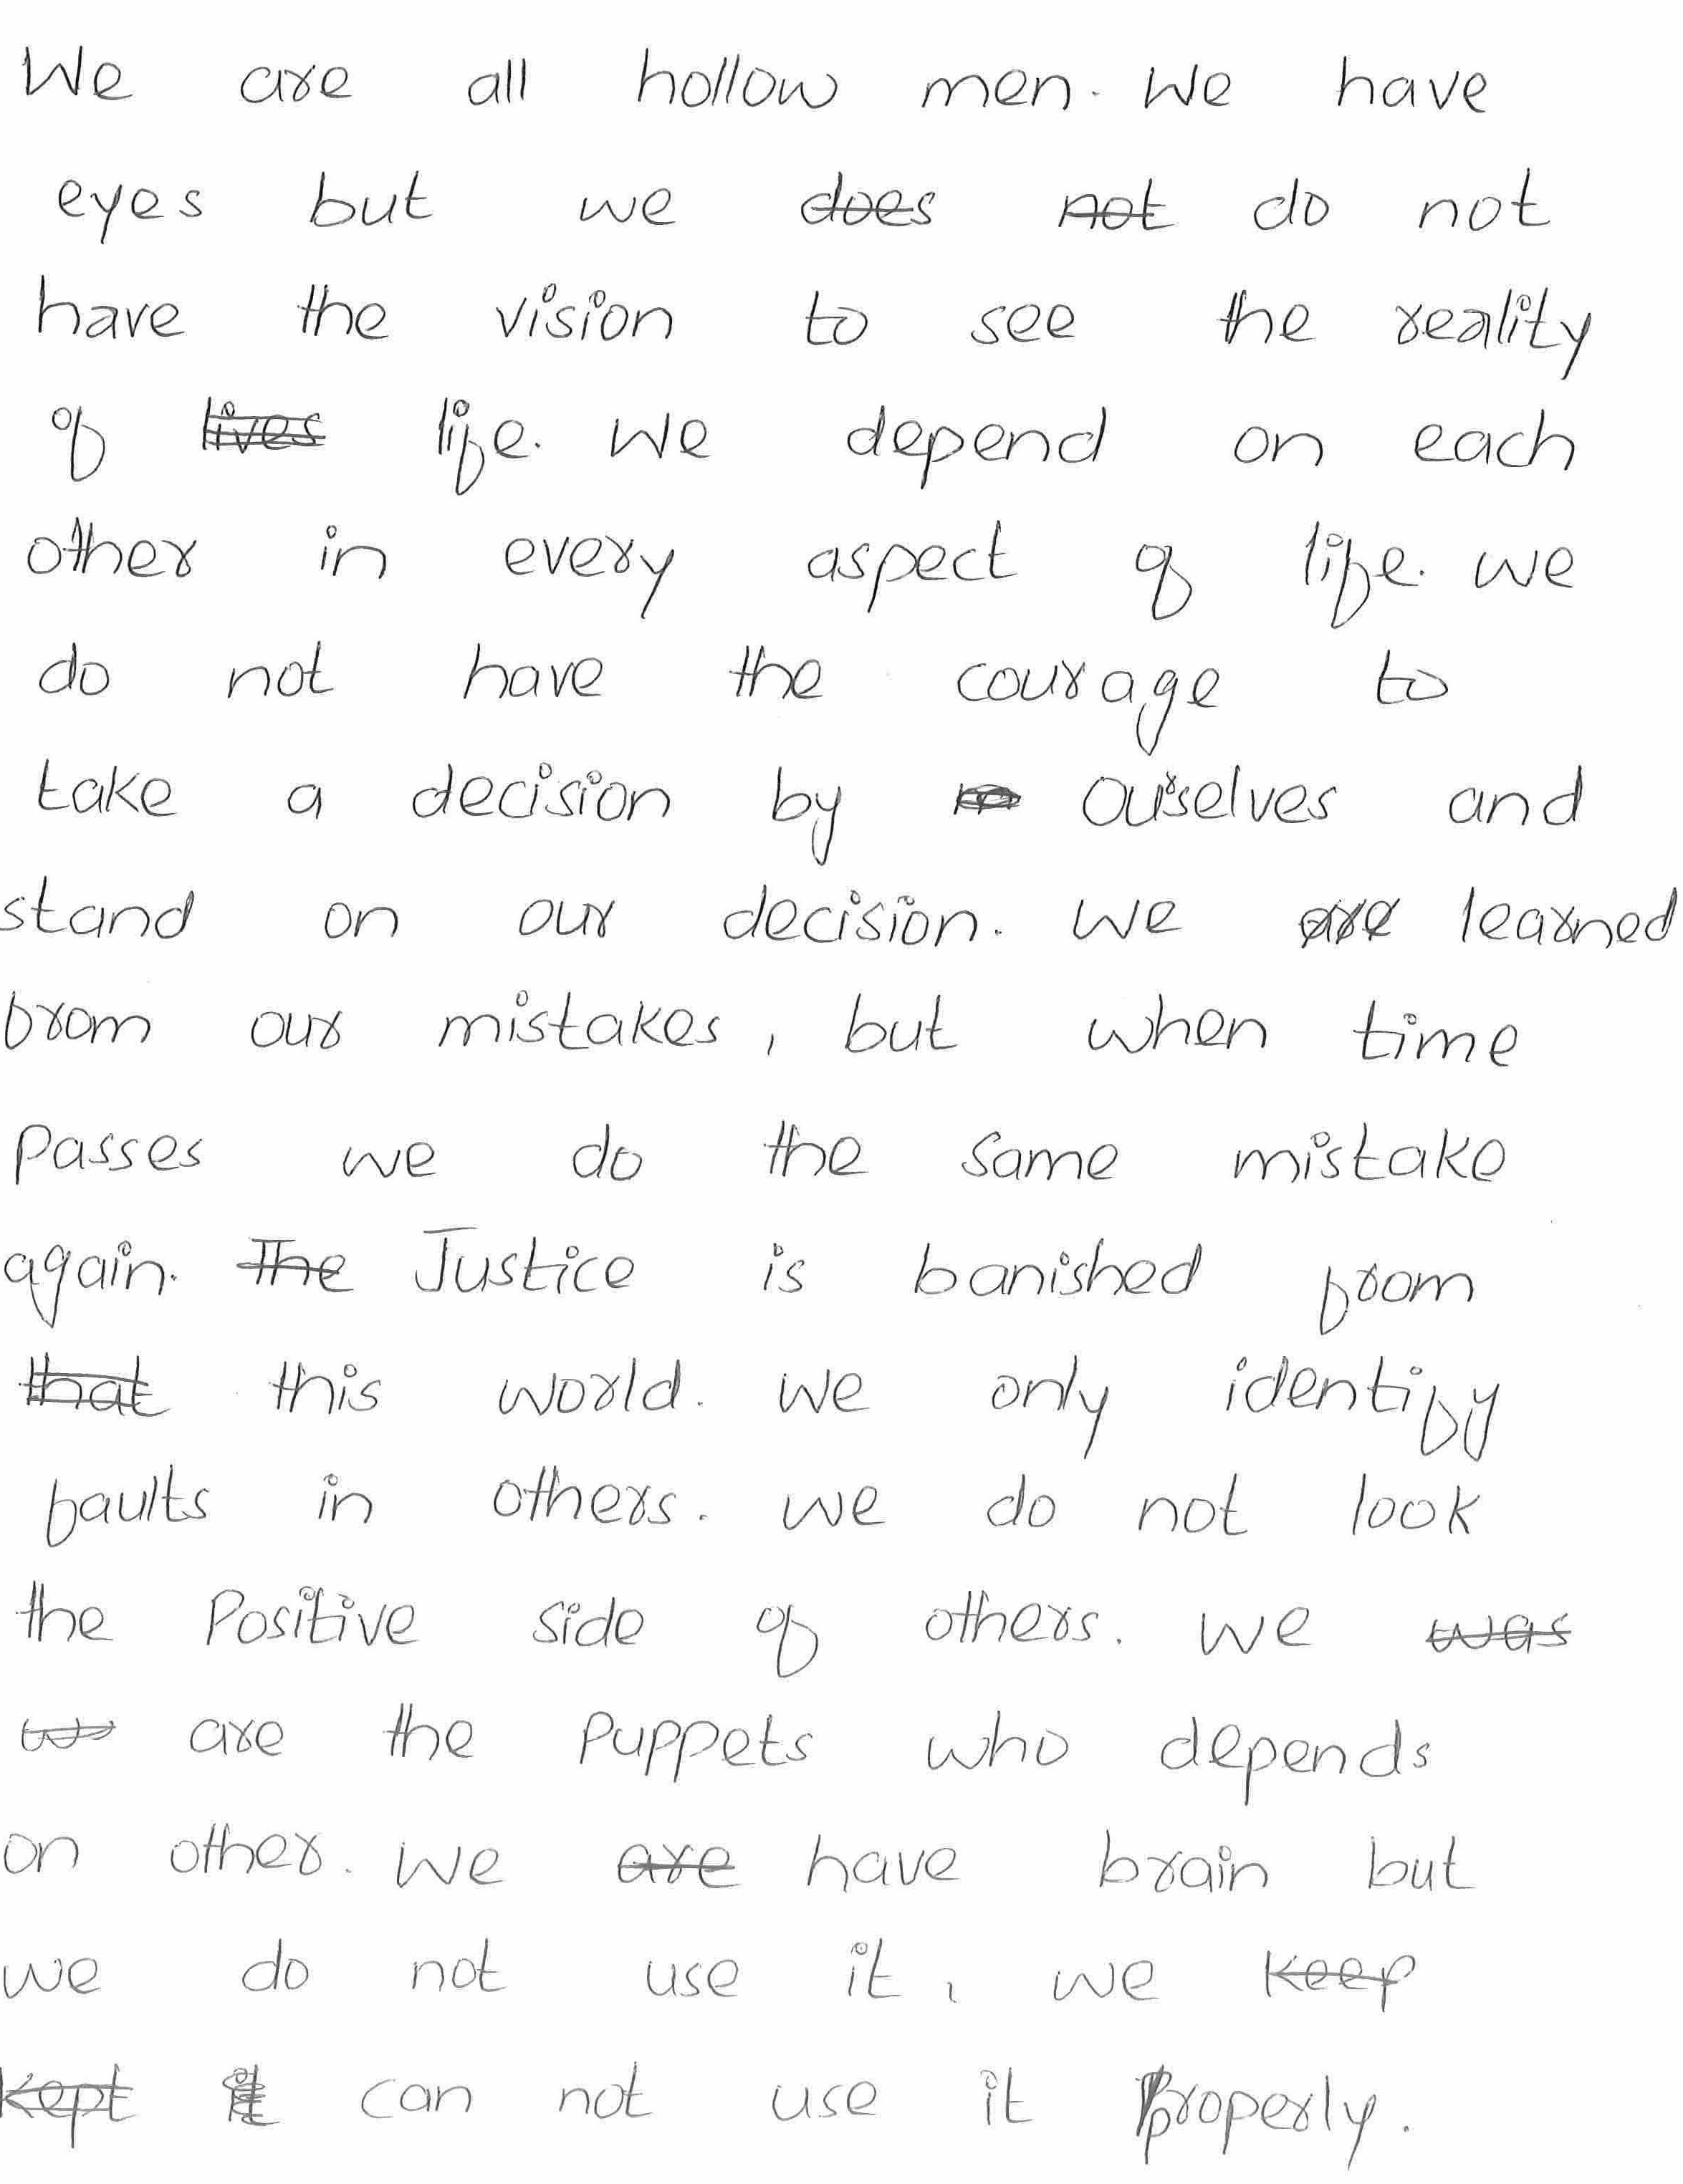 We are all hollow men. We have
eyes but we does not do not
have the vision to see the reality
of lives life. We depend on each
other in every aspect of life. we
do not have the courage to
take a decision by ourselves and
stand on our decision. We are learned
from our mistakes, but when time
passes we do the same mistake
again. The Justice is banished from
that this world. we only identify
faults in others. we do not look
the Positive side of others. We was
are the Puppets who depends
on other. We are have brain but
we do not use it, we keep
kept it can not use it Properly.